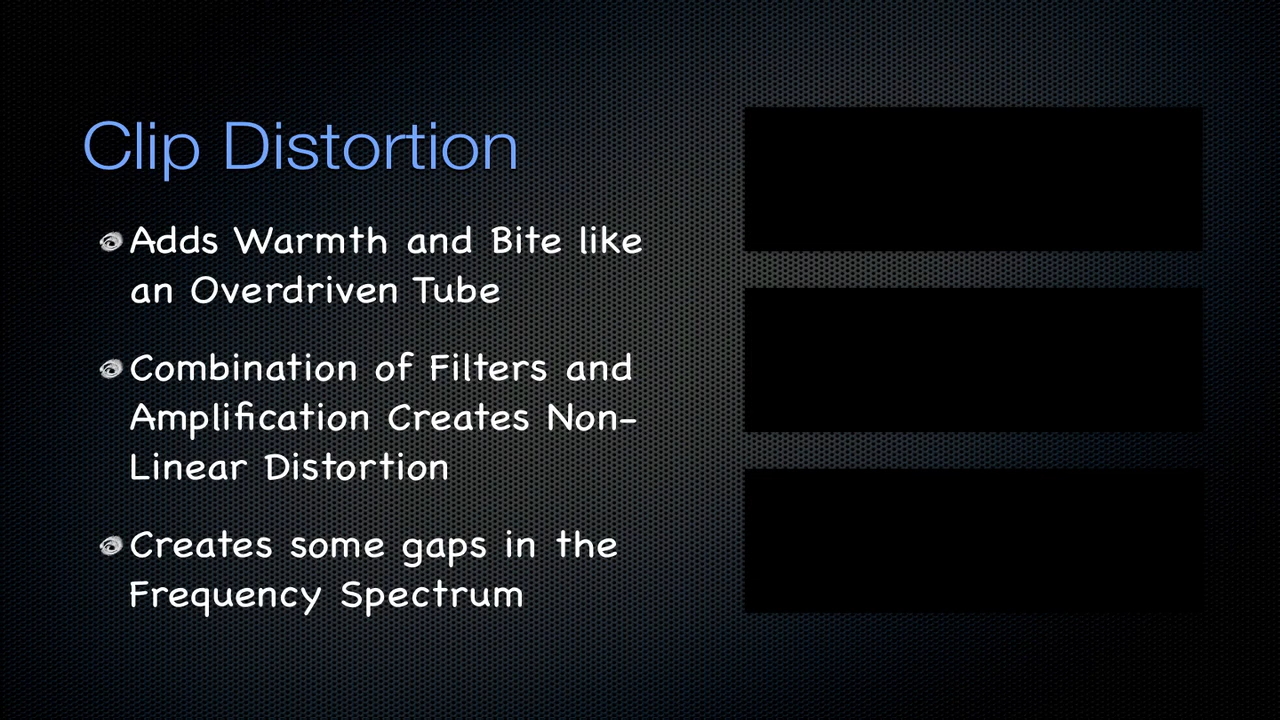 Clip Distortion
Adds Warmth and Bite like
an Overdriven Tube
Combination of Filters and
Amplification Creates Non-
Linear Distortion
Creates some gaps in the
Frequency Spectrum